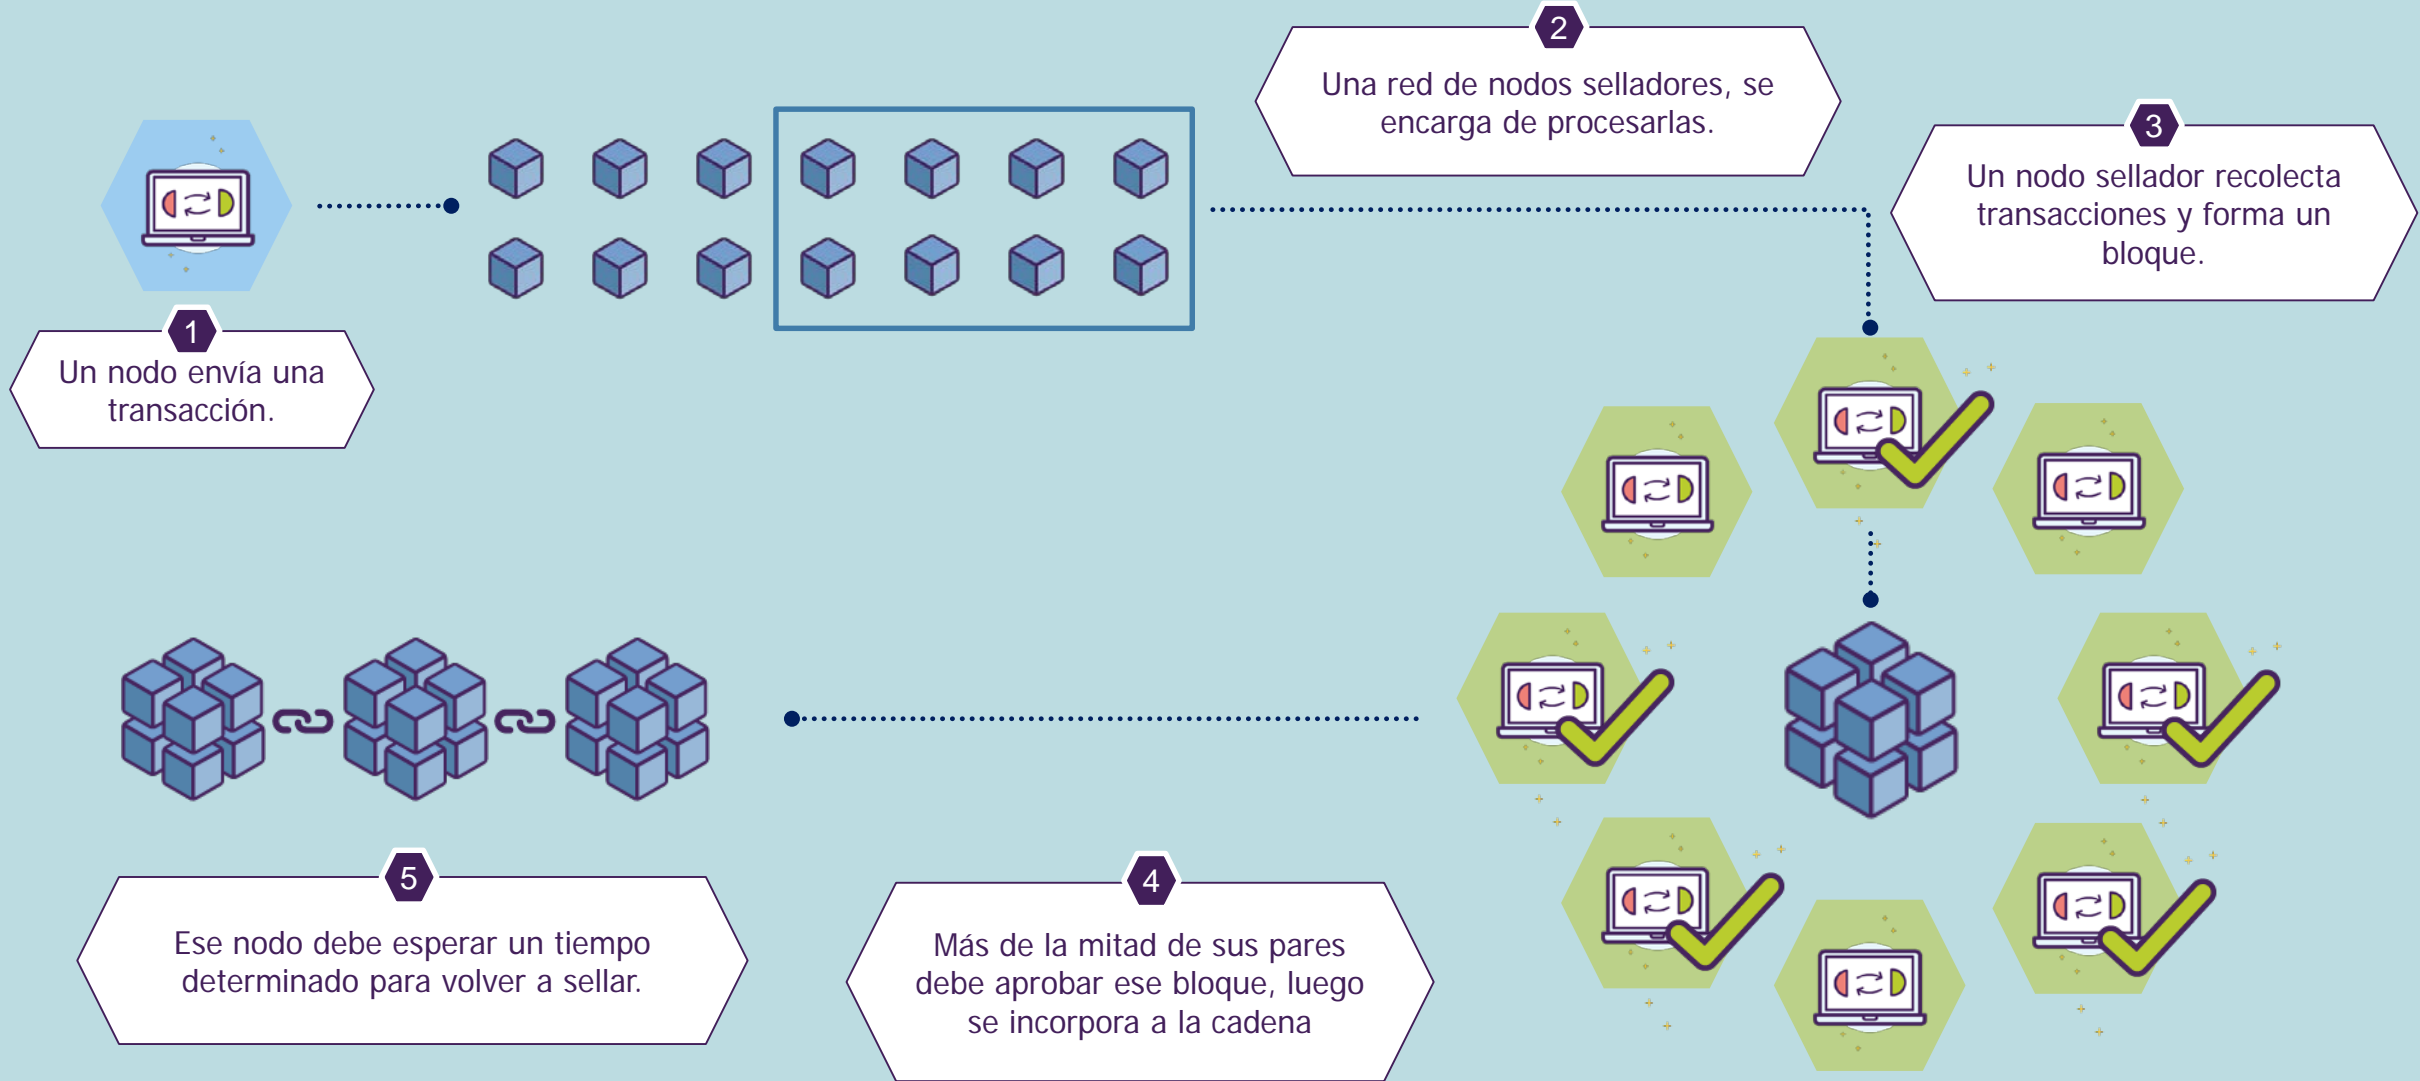 1
Un nodo envía una
transacción.
2
Una red de nodos selladores, se
encarga de procesarlas.
3
Un nodo sellador recolecta
transacciones y forma un
bloque.
4
Más de la mitad de sus pares
debe aprobar ese bloque, luego
se incorpora a la cadena
5
Ese nodo debe esperar un tiempo
determinado para volver a sellar.